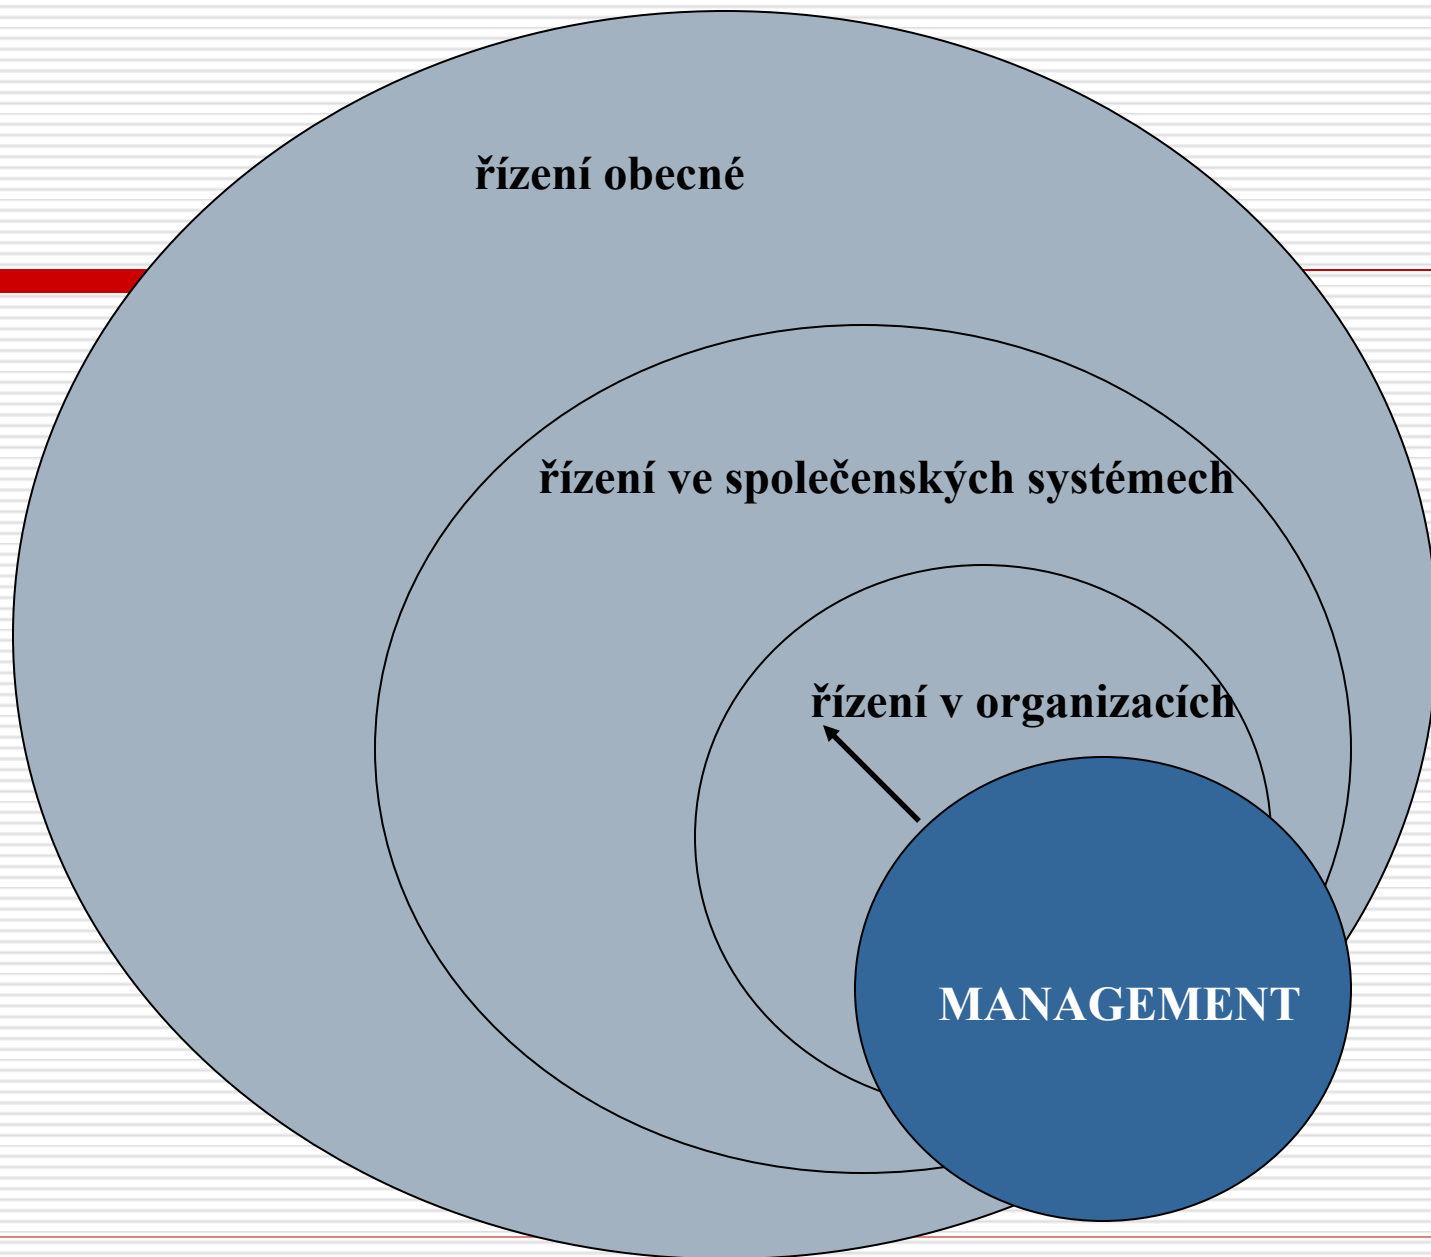 řízení obecné
řízení ve společenských systémech
řízení v organizacích
MANAGEMENT